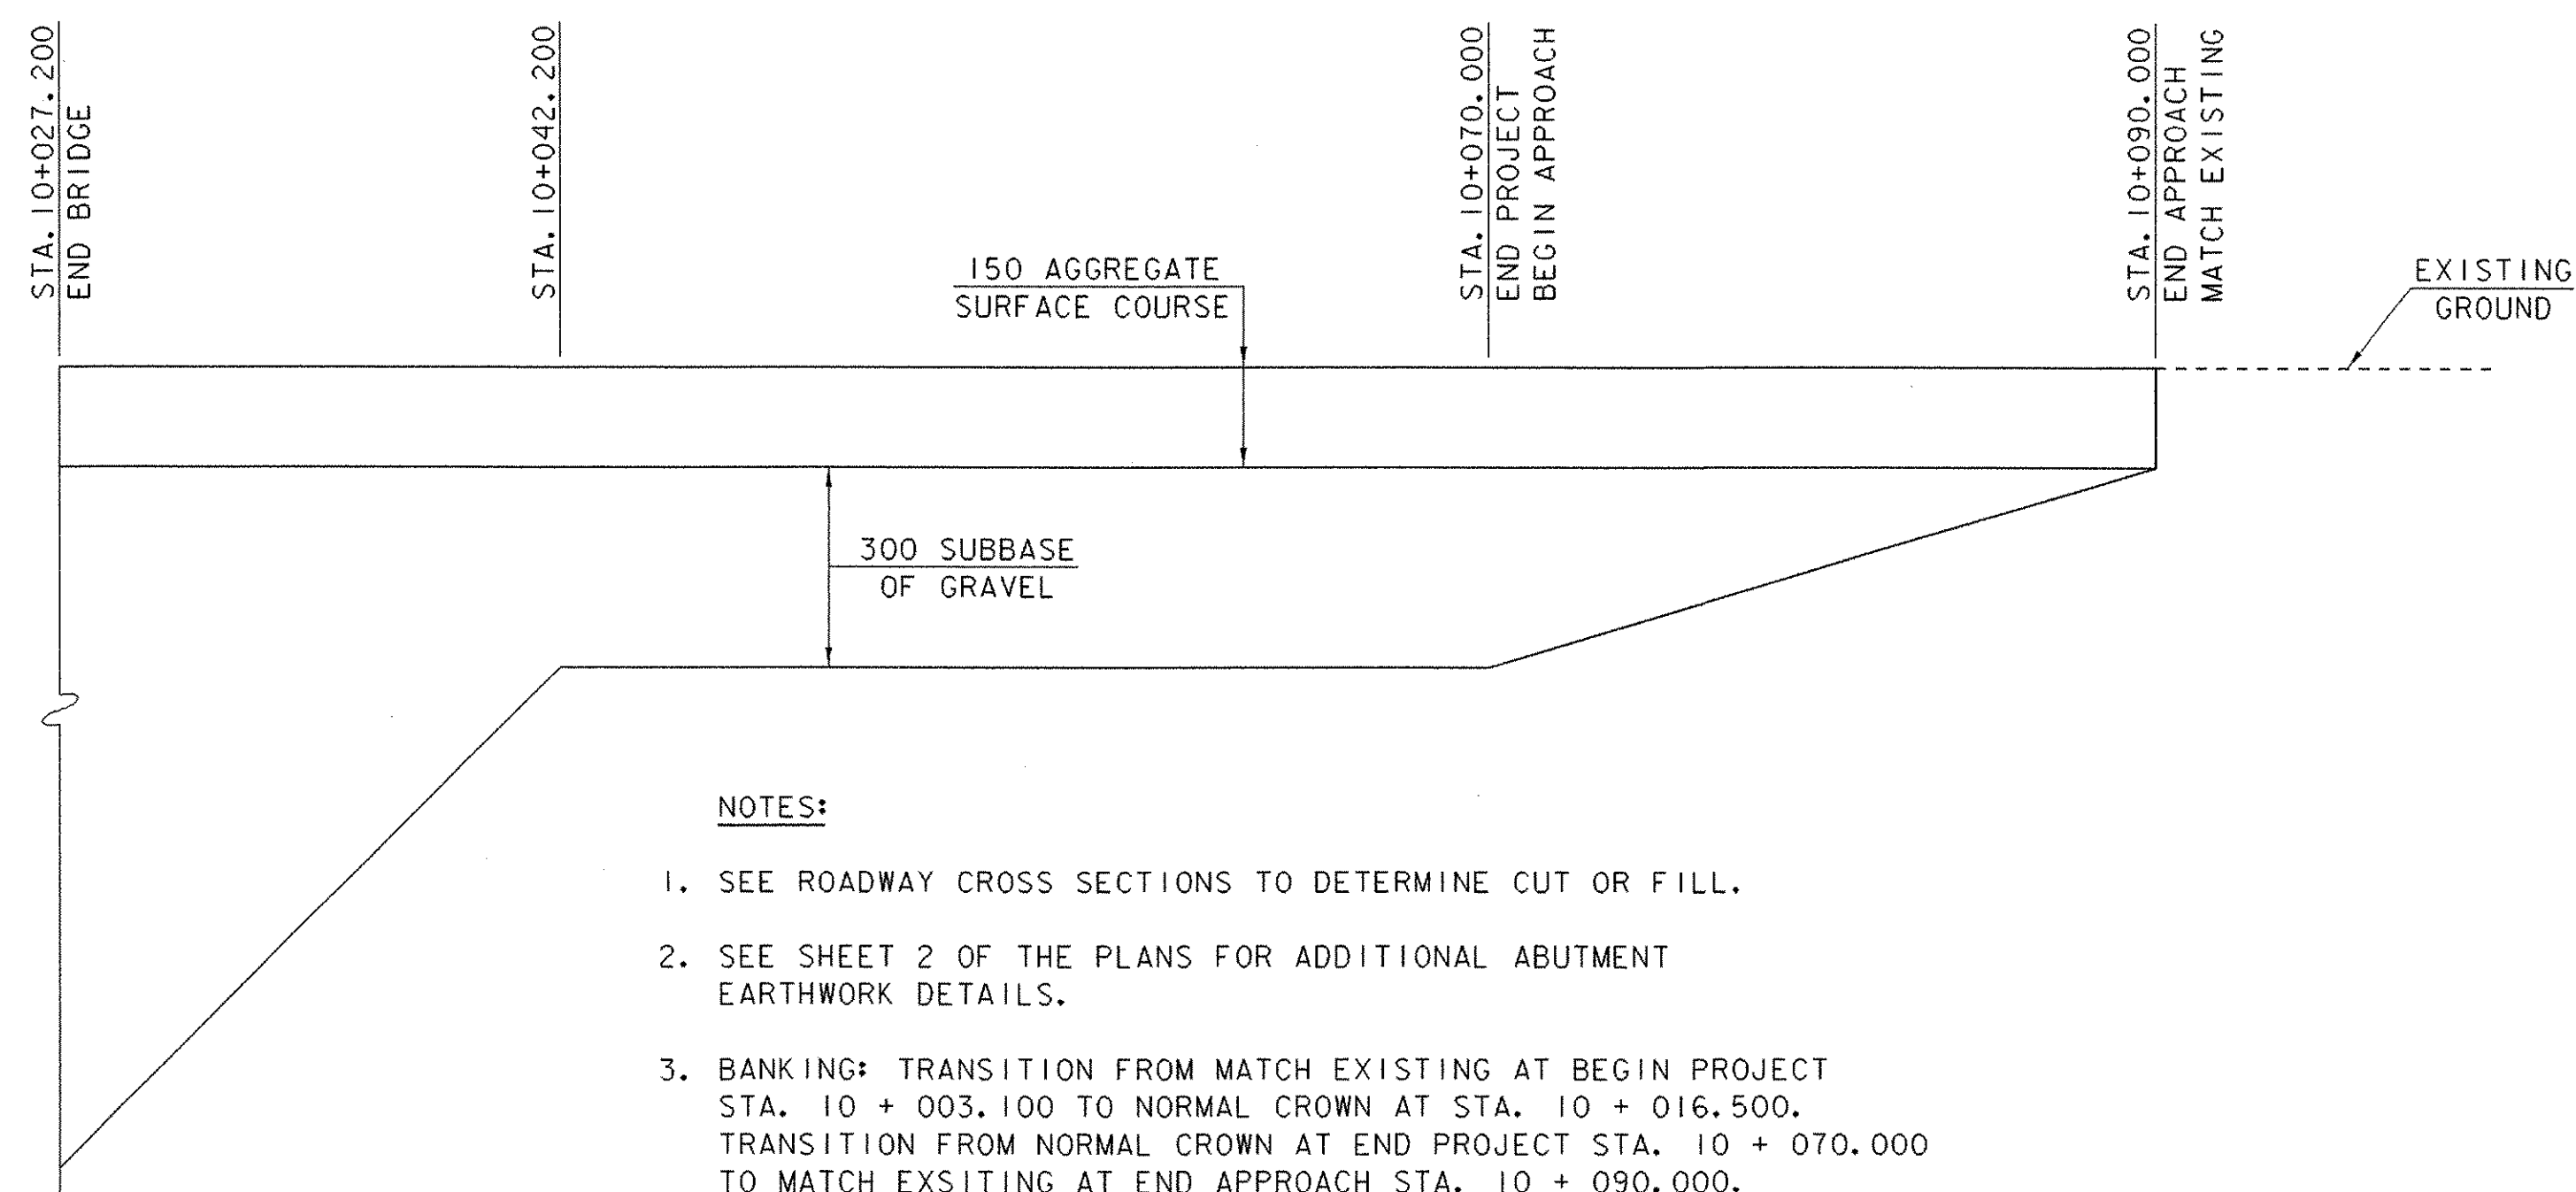 STA. 10+027.200
END BRIDGE
STA. 10+042.200
STA. 10+070.000
END PROJECT
BEGIN APPROACH
STA. 10+090.000
END APPROACH
MATCH EXISTING
150 AGGREGATE
SURFACE COURSE
EXISTING
GROUND
300 SUBBASE
OF GRAVEL
NOTES:
1. SEE ROADWAY CROSS SECTIONS TO DETERMINE CUT OR FILL.
2. SEE SHEET 2 OF THE PLANS FOR ADDITIONAL ABUTMENT
EARTHWORK DETAILS.
3. BANKING: TRANSITION FROM MATCH EXISTING AT BEGIN PROJECT
STA. 10 + 003.100 TO NORMAL CROWN AT STA. 10 + 016.500.
TRANSITION FROM NORMAL CROWN AT END PROJECT STA. 10 + 070.000
TO MATCH EXSITING AT END APPROACH STA. 10 + 090.000.